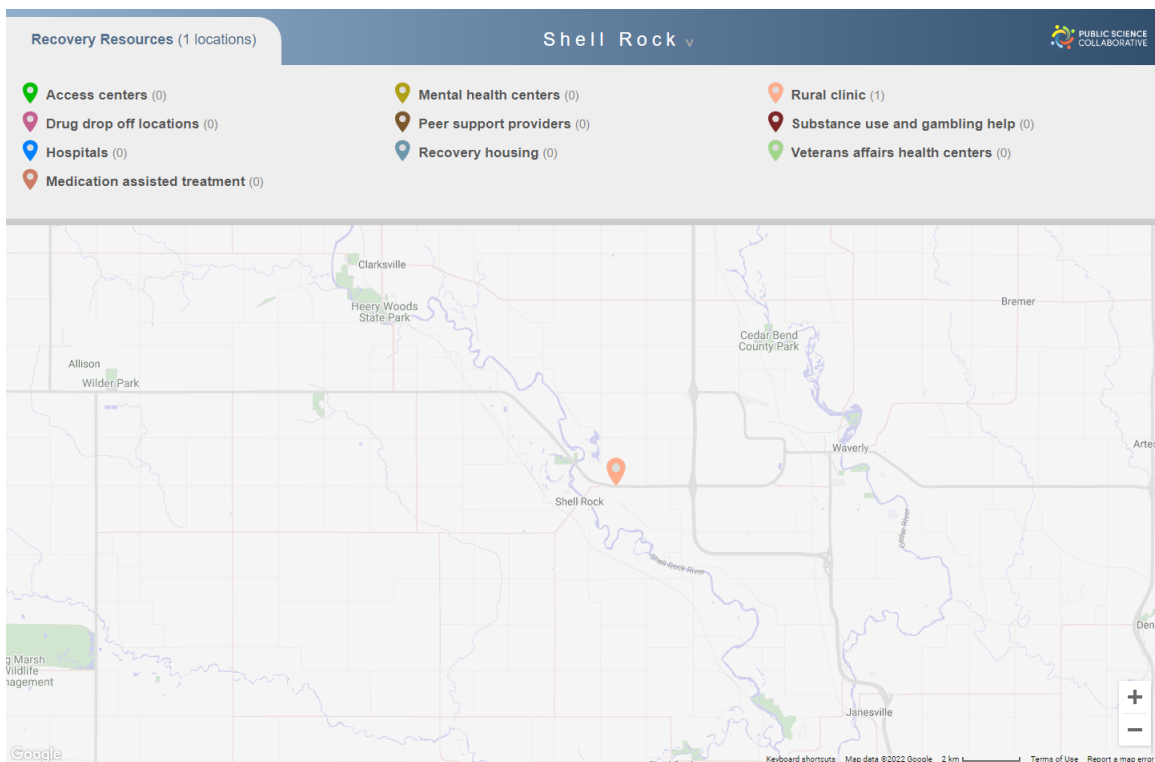 Recovery Resources (1 locations)
Shell Rock v
PUBLIC SCIENCE
COLLABORATIVE
Access centers (0)
Mental health centers (0)
Rural clinic (1)
Drug drop off locations (0)
Peer support providers (0)
Substance use and gambling help (0)
Hospitals (0)
Recovery housing (0)
Veterans affairs health centers (0)
Medication assisted treatment (0)
Clarksville
Heery Woods
State Park
Bremer
Cedar Bend
County Park
Allison
Wilder Park
Waverly
Artes
Shell Rock
Cedar River
Shell Rock River
Den
g Marsh
Wildlife
nagement
Janesville
+
−
Google
Keyboard shortcuts
Map data ©2022 Google
2 km
Terms of Use
Report a map error